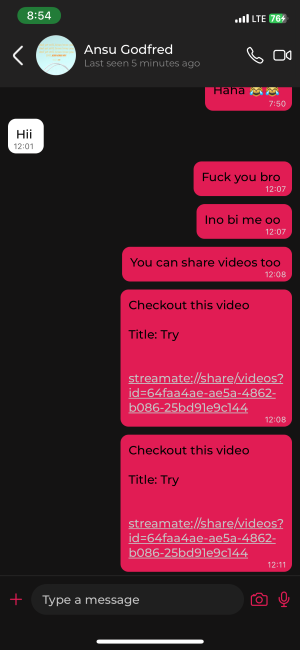 8:54
LTE 76
Ansu Godfred
Last seen 5 minutes ago
Haha 😂😂
7:50
Hii
12:01
Fuck you bro
12:07
Ino bi me oo
12:07
You can share videos too
12:08
Checkout this video
Title: Try
streamate://share/videos?
id=64faa4ae-ae5a-4862-
b086-25bd91e9c144
12:08
Checkout this video
Title: Try
streamate://share/videos?
id=64faa4ae-ae5a-4862-
b086-25bd91e9c144
12:11
Type a message